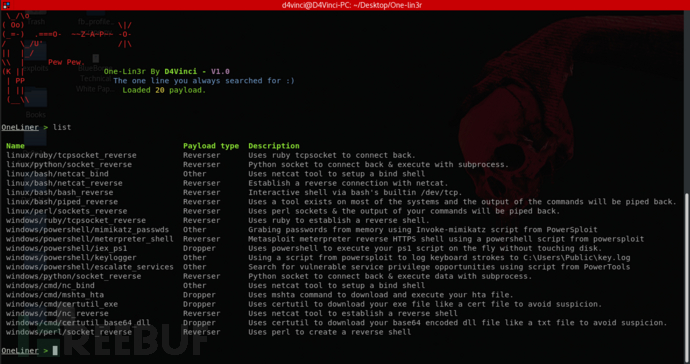 d4vinci@D4Vinci-PC: ~/Desktop/One-lin3r
Pew Pew.
One-Lin3r By D4Vinci - V1.0
The one line you always searched for :)
Loaded 20 payload.
OneLiner > list
Name Payload type Description
linux/ruby/tcpsocket_reverse Reverser Uses ruby tcpsocket to connect back.
linux/python/socket_reverse Reverser Python socket to connect back & execute with subprocess.
linux/bash/netcat_bind Other Uses netcat tool to setup a bind shell
linux/bash/netcat_reverse Reverser Establish a reverse connection with netcat.
linux/bash/bash_reverse Reverser Interactive shell via bash's builtin /dev/tcp.
linux/bash/piped_reverse Reverser Uses a tool exists on most of the systems and the output of the commands will be piped back.
linux/perl/sockets_reverse Reverser Uses perl sockets & the output of your commands will be piped back.
windows/ruby/tcpsocket_reverse Reverser Uses ruby to establish a reverse shell.
windows/powershell/mimikatz_passwds Other Grabing passwords from memory using Invoke-mimikatz script from PowerSploit
windows/powershell/meterpreter_shell Reverser Metasploit meterpreter reverse HTTPS shell using a powershell script from powersploit
windows/powershell/iex_ps1 Dropper Uses powershell to execute your ps1 script on the fly without touching disk.
windows/powershell/keylogger Other Using a script from powersploit to log keyboard strokes to C:\Users\Public\key.log
windows/powershell/escalate_services Other Search for vulnerable service privilege opportunities using script from PowerTools
windows/python/socket_reverse Reverser Python socket to connect back & execute data with subprocess.
windows/cmd/nc_bind Other Uses netcat tool to setup a bind shell
windows/cmd/mshta_hta Dropper Uses mshta command to download and execute your hta file.
windows/cmd/certutil_exe Dropper Uses certutil to download your exe file like a cert file to avoid suspicion.
windows/cmd/nc_reverse Reverser Uses netcat tool to establish a reverse shell
windows/cmd/certutil_base64_dll Dropper Uses certutil to download your base64 encoded dll file like a txt file to avoid suspicion.
windows/perl/socket_reverse Reverser Uses perl to create a reverse shell
REEBUF
OneLiner >